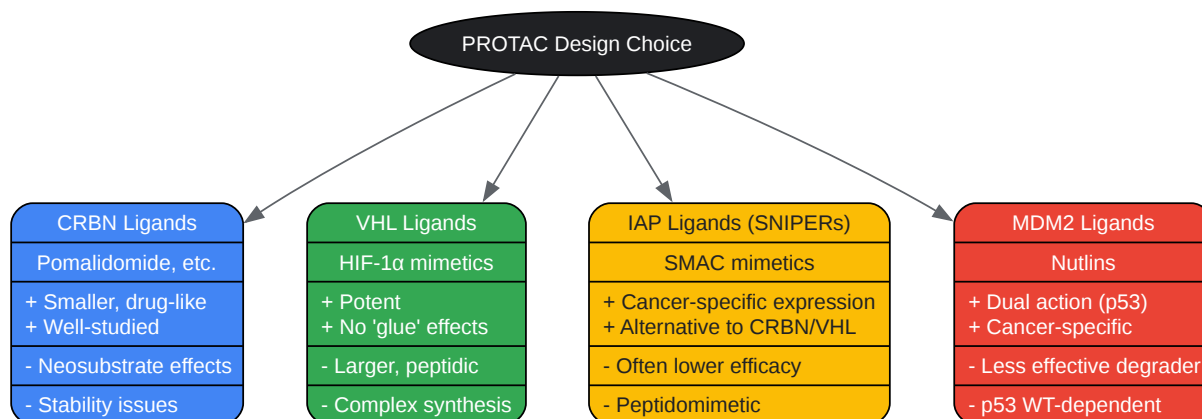 PROTAC Design Choice
CRBN Ligands
Pomalidomide, etc.
+ Smaller, drug-like
+ Well-studied
- Neosubstrate effects
- Stability issues
VHL Ligands
HIF-1α mimetics
+ Potent
+ No 'glue' effects
- Larger, peptidic
- Complex synthesis
IAP Ligands (SNIPERs)
SMAC mimetics
+ Cancer-specific expression
+ Alternative to CRBN/VHL
- Often lower efficacy
- Peptidomimetic
MDM2 Ligands
Nutlins
+ Dual action (p53)
+ Cancer-specific
- Less effective degrader
- p53 WT-dependent